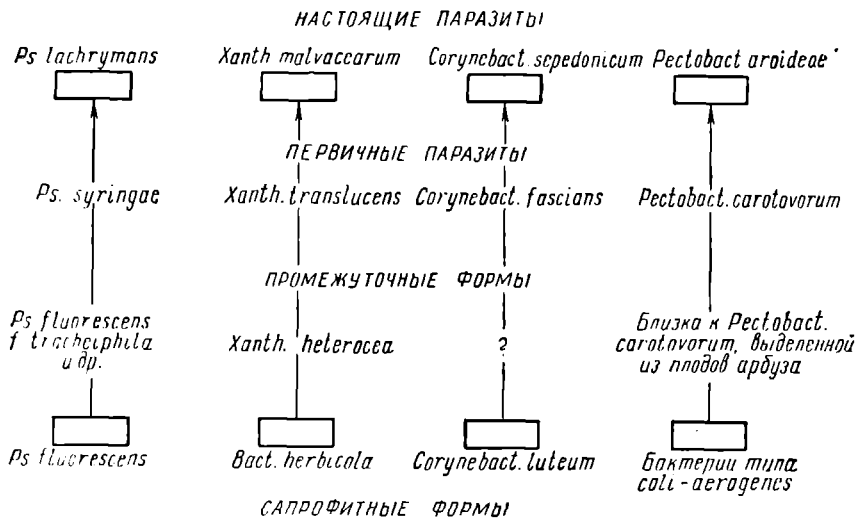 НАСТОЯЩИЕ ПАРАЗИТЫ
Ps lachrymans Xanth malvacearum Corynebact. sepedonicum Pectobact aroideae
ПЕРВИЧНЫЕ ПАРАЗИТЫ
Ps. syringae Xanth. translucens Corynebact. fascians Pectobact. carotovorum
ПРОМЕЖУТОЧНЫЕ ФОРМЫ
Ps fluorescens
f tracheiphila
и др.
Xanth. heterocea
?
Близка к Pectobact.
carotovorum, выделенной
из плодов арбуза
Ps fluorescens Bact. herbicola Corynebact. luteum Бактерии типа
coli-aerogenes
САПРОФИТНЫЕ ФОРМЫ